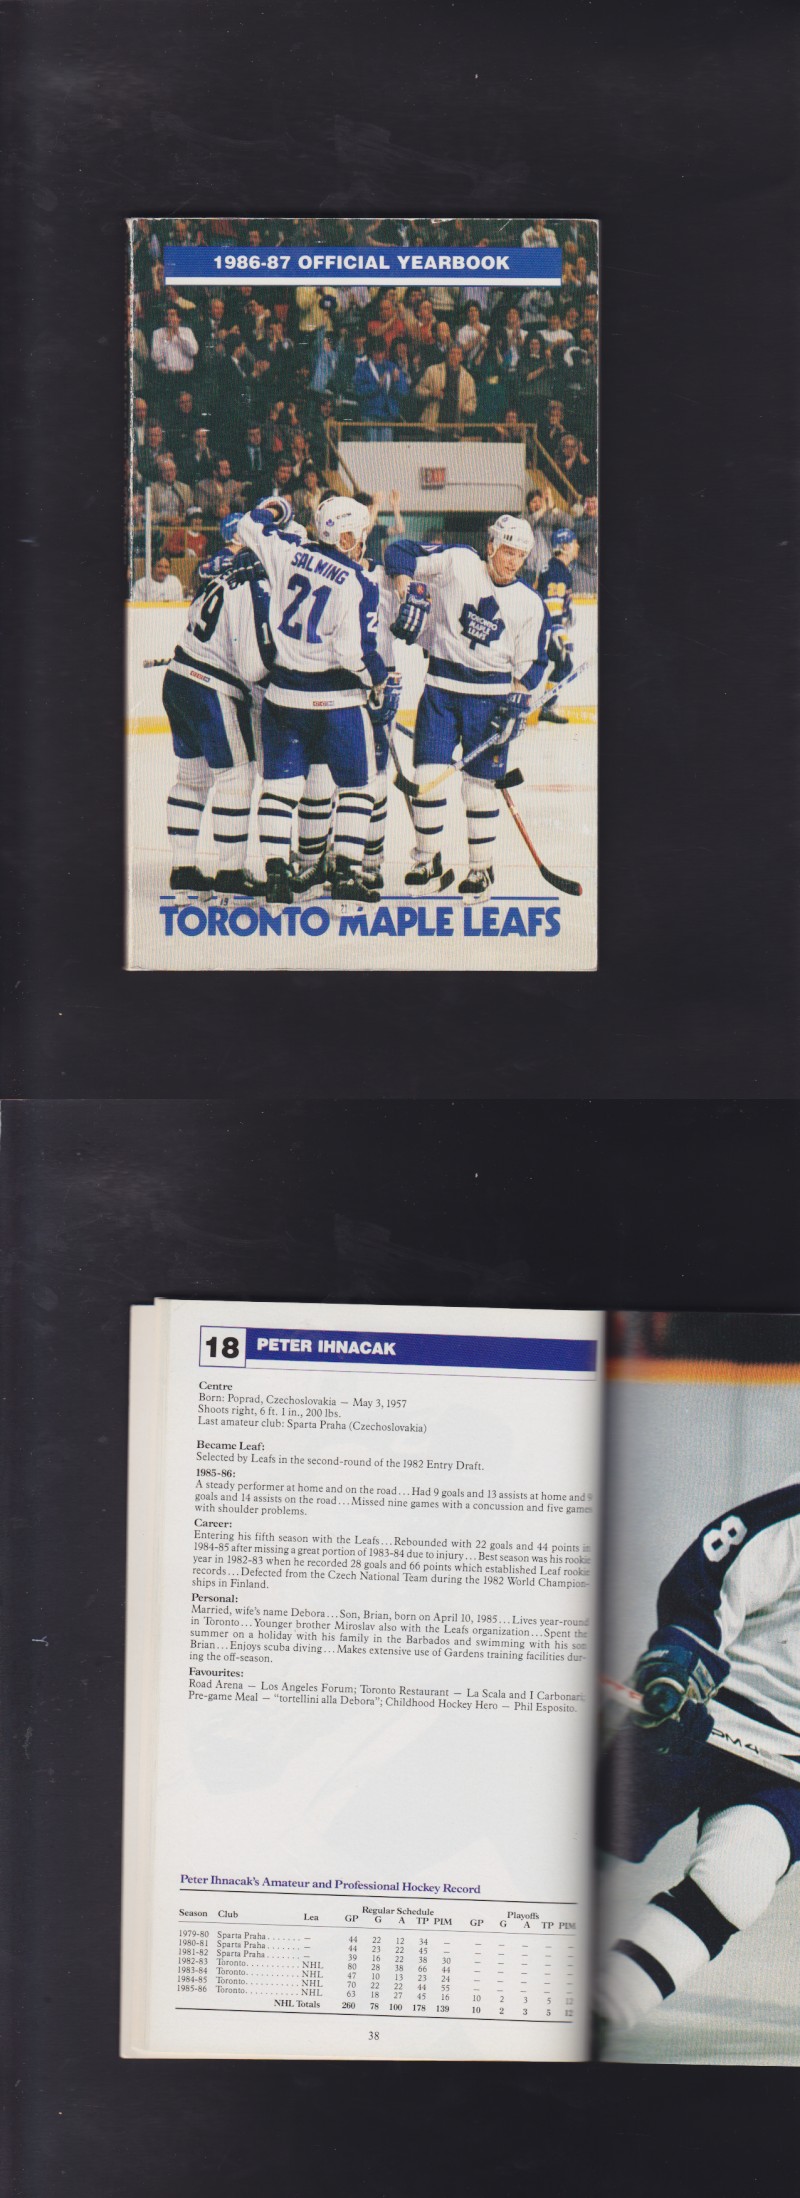 1986-87 OFFICIAL YEARBOOK
EXIT
SALMING
21
2
19
1
TORONTO
MAPLE
LEAFS
20
19
21
TORONTO MAPLE LEAFS
18 PETER IHNACAK
Centre
Born: Poprad, Czechoslovakia — May 3, 1957
Shoots right, 6 ft. 1 in., 200 lbs.
Last amateur club: Sparta Praha (Czechoslovakia)
Became Leaf:
Selected by Leafs in the second-round of the 1982 Entry Draft.
1985-86:
A steady performer at home and on the road...Had 9 goals and 13 assists at home and 9
goals and 14 assists on the road...Missed nine games with a concussion and five games
with shoulder problems.
Career:
Entering his fifth season with the Leafs...Rebounded with 22 goals and 44 points in
1984-85 after missing a great portion of 1983-84 due to injury...Best season was his rookie
year in 1982-83 when he recorded 28 goals and 66 points which established Leaf rookie
records...Defected from the Czech National Team during the 1982 World Champion-
ships in Finland.
Personal:
Married, wife's name Debora...Son, Brian, born on April 10, 1985...Lives year-round
in Toronto...Younger brother Miroslav also with the Leafs organization...Spent the
summer on a holiday with his family in the Barbados and swimming with his son
Brian...Enjoys scuba diving...Makes extensive use of Gardens training facilities dur-
ing the off-season.
Favourites:
Road Arena — Los Angeles Forum; Toronto Restaurant — La Scala and I Carbonari;
Pre-game Meal — "tortellini alla Debora"; Childhood Hockey Hero — Phil Esposito.
8
Peter Ihnacak's Amateur and Professional Hockey Record
Regular Schedule Playoffs
Season Club Lea GP G A TP PIM GP G A TP PIM
1979-80 Sparta Praha....... — 44 22 12 34 — — — — — —
1980-81 Sparta Praha....... — 44 23 22 45 — — — — — —
1981-82 Sparta Praha....... — 39 16 22 38 30 — — — — —
1982-83 Toronto.......... NHL 80 28 38 66 44 — — — — —
1983-84 Toronto.......... NHL 47 10 13 23 24 — — — — —
1984-85 Toronto.......... NHL 70 22 22 44 55 — — — — —
1985-86 Toronto.......... NHL 63 18 27 45 16 10 2 3 5 12
NHL Totals 260 78 100 178 139 10 2 3 5 12
38